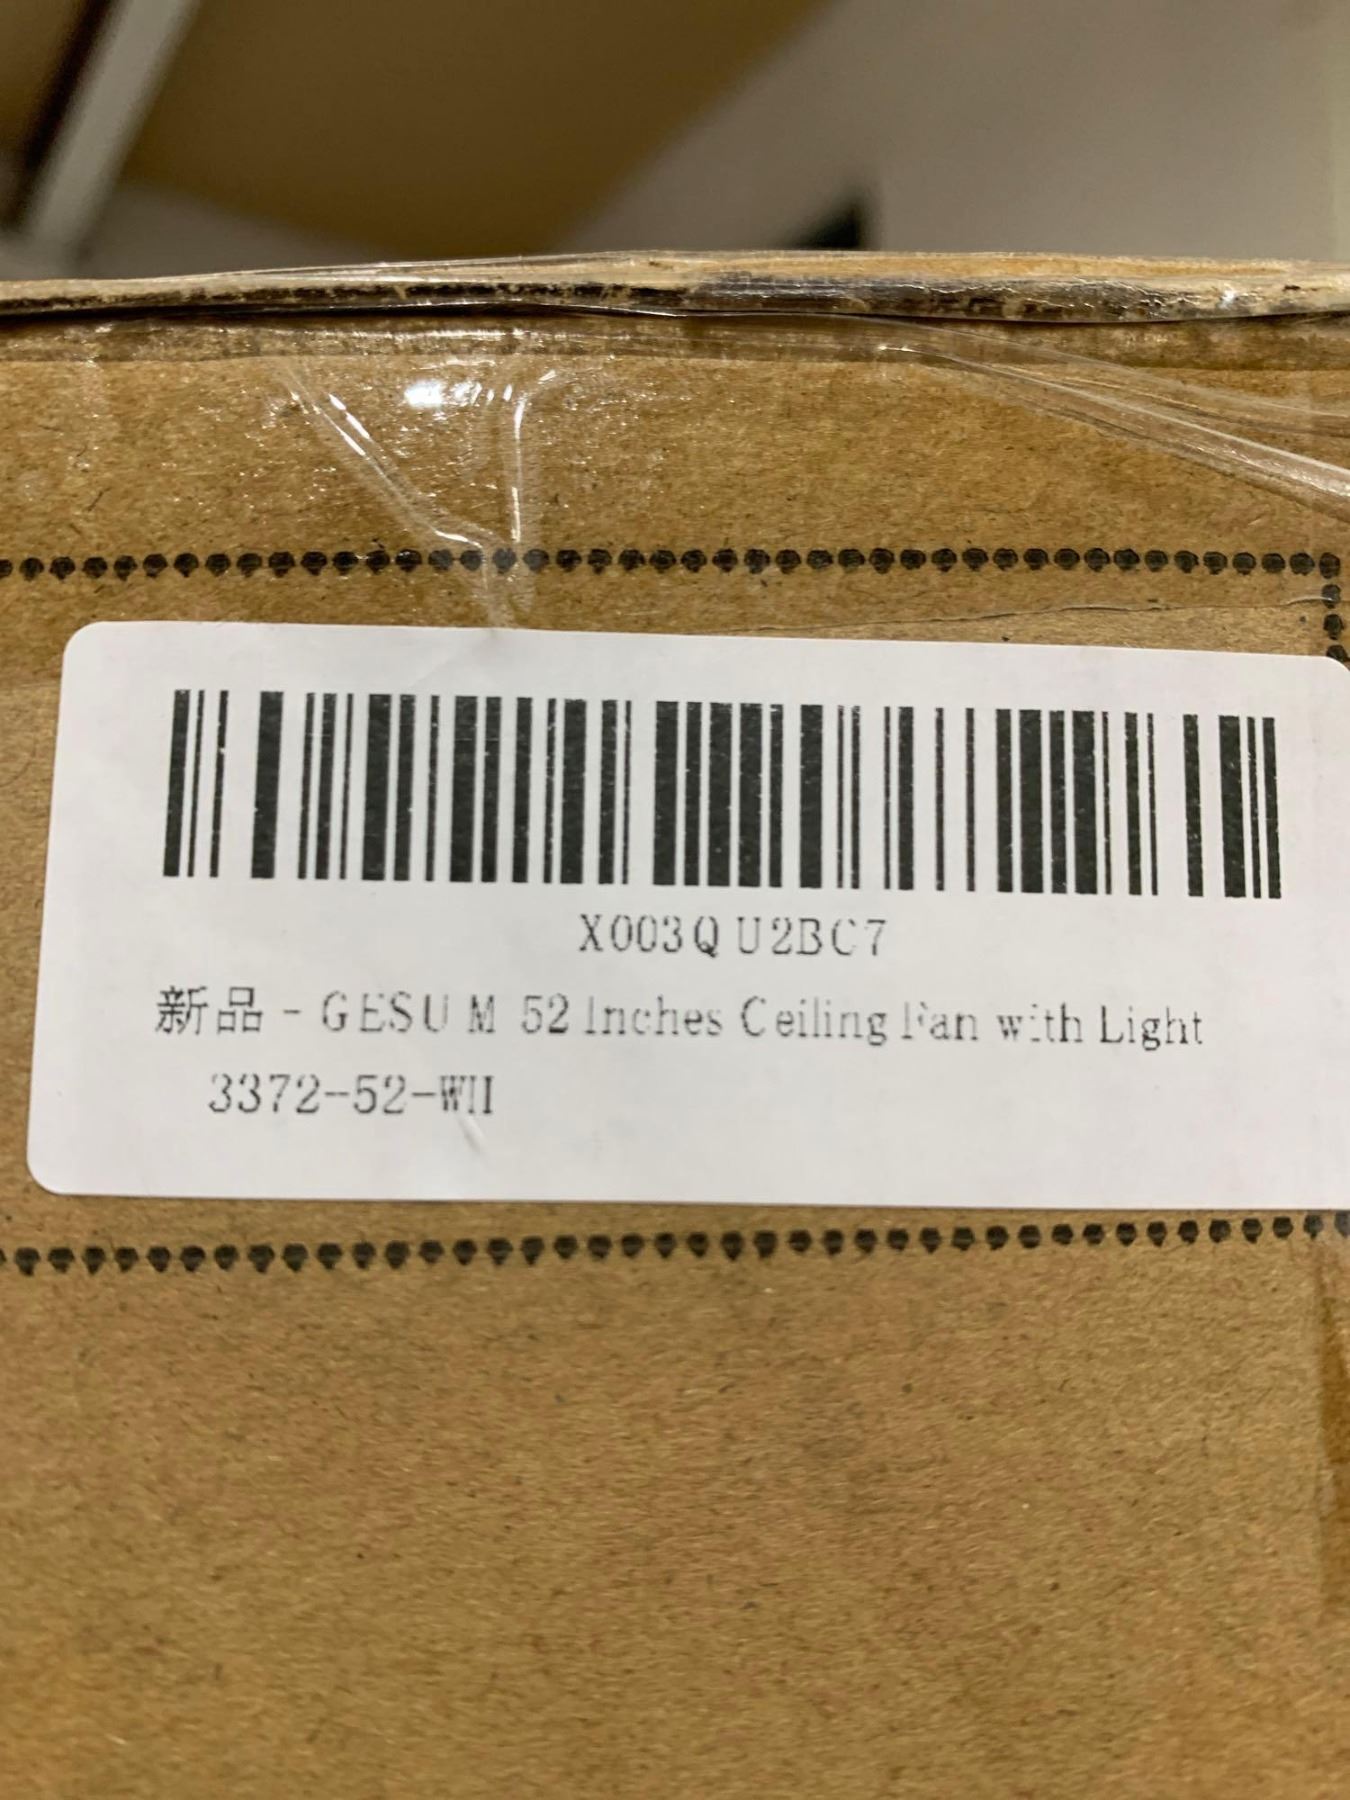 X003QU2BC7
新品 - GESUM 52 Inches Ceiling Fan with Light
3372-52-WH